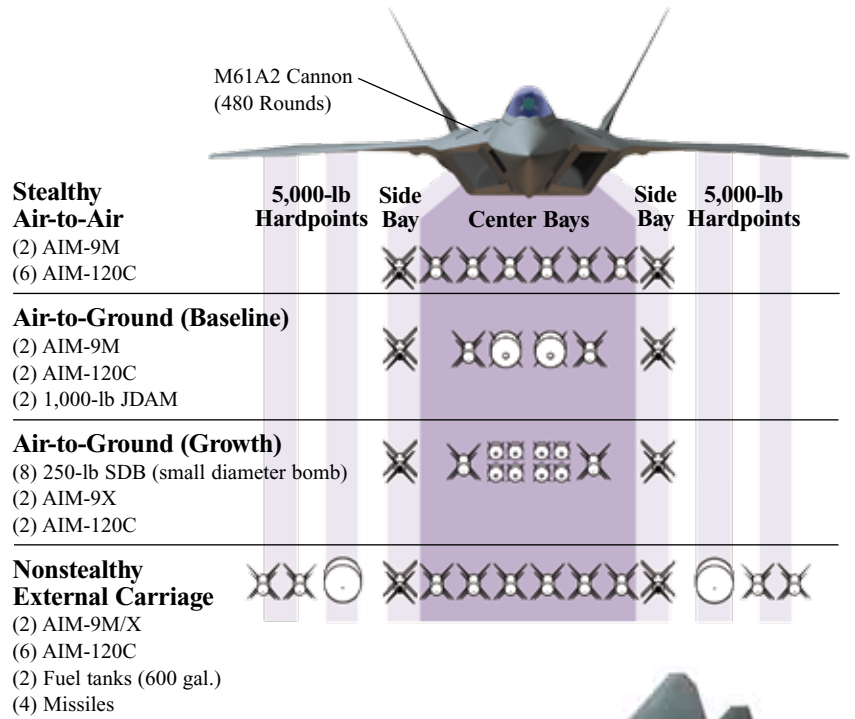 M61A2 Cannon
(480 Rounds)
Stealthy
Air-to-Air
(2) AIM-9M
(6) AIM-120C
5,000-lb
Hardpoints
Side
Bay
Center Bays
Side
Bay
5,000-lb
Hardpoints
Air-to-Ground (Baseline)
(2) AIM-9M
(2) AIM-120C
(2) 1,000-lb JDAM
Air-to-Ground (Growth)
(8) 250-lb SDB (small diameter bomb)
(2) AIM-9X
(2) AIM-120C
Nonstealthy
External Carriage
(2) AIM-9M/X
(6) AIM-120C
(2) Fuel tanks (600 gal.)
(4) Missiles